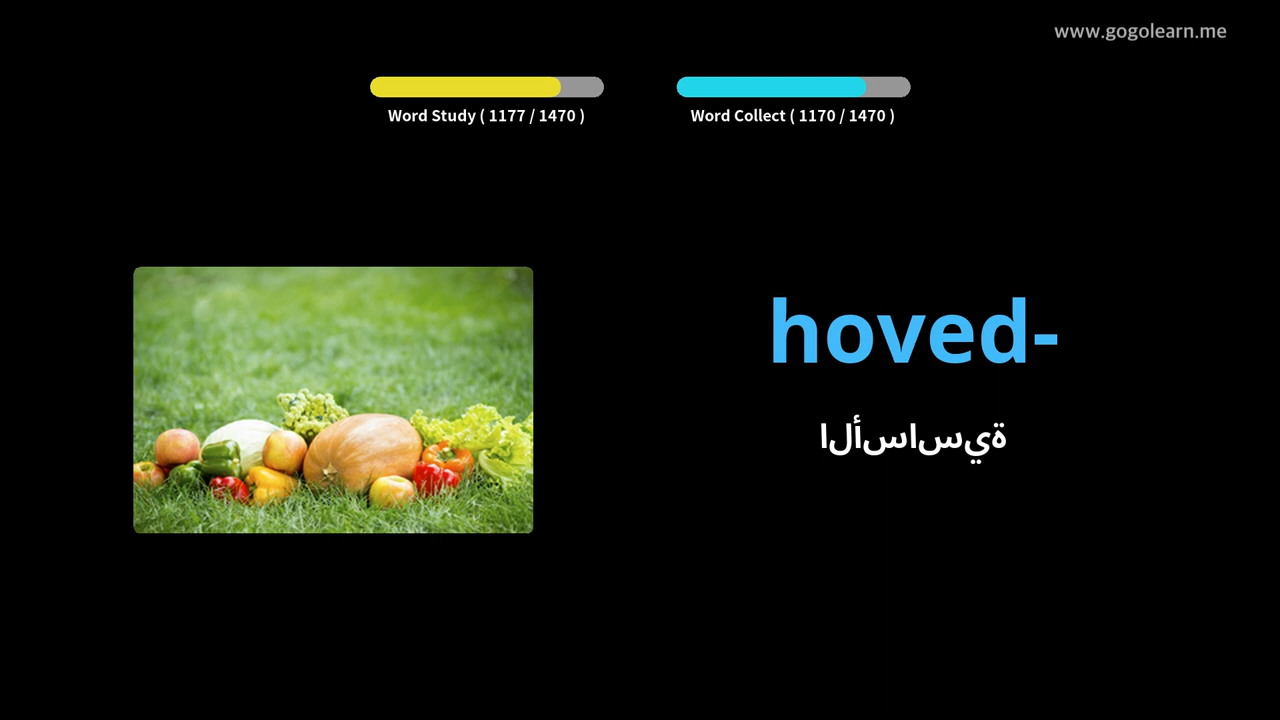 www.gogolearn.me
Word Study ( 1177 / 1470 )
Word Collect ( 1170 / 1470 )
hoved-
الأساسية